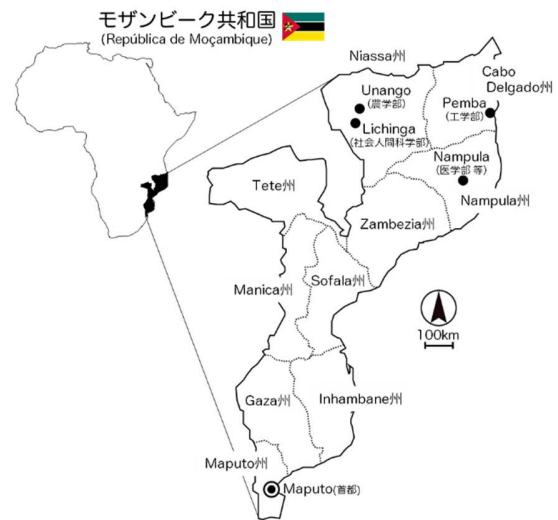 モザンビーク共和国
(República de Moçambique)
Niassa州
Cabo
Delgado州
Unango
(農学部)
Pemba
(工学部)
Lichinga
(社会人間科学部)
Nampula
(医学部 等)
Tete州
Nampula州
Zambezia州
Manica州
Sofala州
100km
Gaza州
Inhambane州
Maputo州
Maputo(首都)